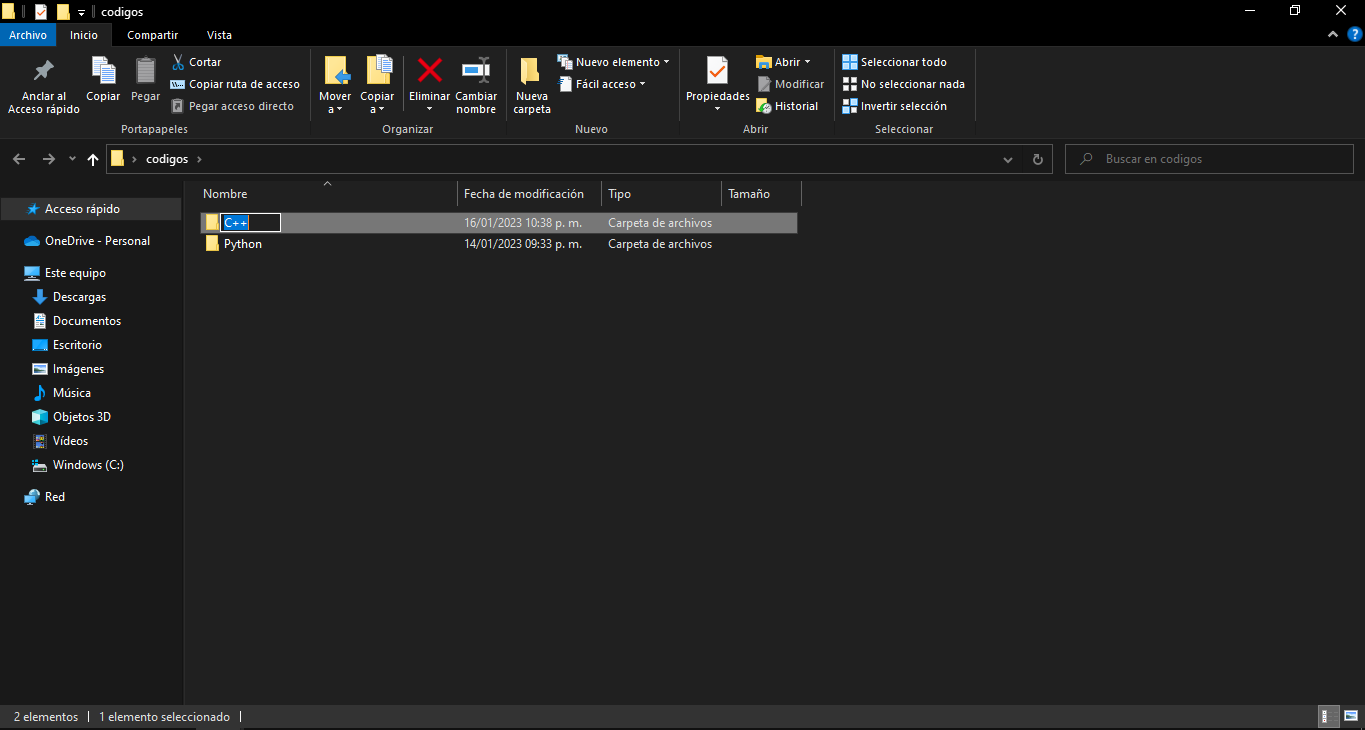 codigos
Archivo Inicio Compartir Vista
Anclar al Acceso rápido
Copiar
Pegar
Cortar
Copiar ruta de acceso
Pegar acceso directo
Portapapeles
Mover a
Copiar a
Eliminar
Cambiar nombre
Organizar
Nueva carpeta
Nuevo elemento
Fácil acceso
Nuevo
Propiedades
Abrir
Modificar
Historial
Abrir
Seleccionar todo
No seleccionar nada
Invertir selección
Seleccionar
codigos
Buscar en codigos
Acceso rápido
OneDrive - Personal
Este equipo
Descargas
Documentos
Escritorio
Imágenes
Música
Objetos 3D
Vídeos
Windows (C:)
Red
Nombre Fecha de modificación Tipo Tamaño
C++ 16/01/2023 10:38 p. m. Carpeta de archivos
Python 14/01/2023 09:33 p. m. Carpeta de archivos
2 elementos 1 elemento seleccionado